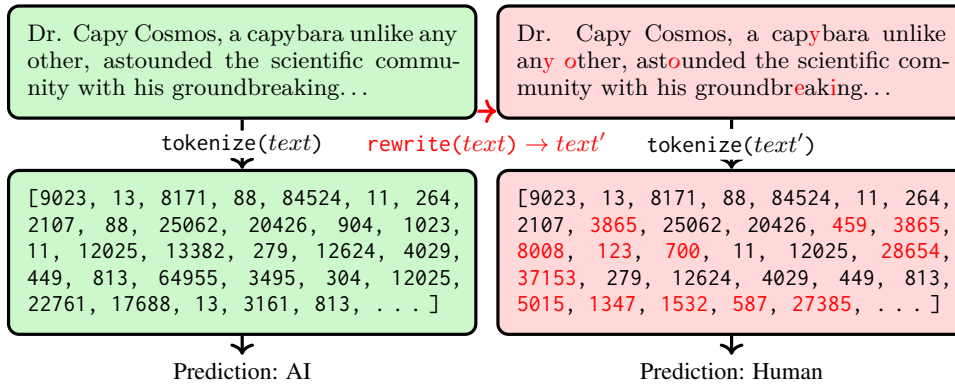 Dr. Capy Cosmos, a capybara unlike any
other, astounded the scientific commu-
nity with his groundbreaking...
Dr. Capy Cosmos, a capybara unlike
any other, astounded the scientific com-
munity with his groundbreaking...
tokenize(text)
rewrite(text) → text′
tokenize(text′)
[9023, 13, 8171, 88, 84524, 11, 264,
2107, 88, 25062, 20426, 904, 1023,
11, 12025, 13382, 279, 12624, 4029,
449, 813, 64955, 3495, 304, 12025,
22761, 17688, 13, 3161, 813, ...]
[9023, 13, 8171, 88, 84524, 11, 264,
2107, 3865, 25062, 20426, 459, 3865,
8008, 123, 700, 11, 12025, 28654,
37153, 279, 12624, 4029, 449, 813,
5015, 1347, 1532, 587, 27385, ...]
Prediction: AI
Prediction: Human